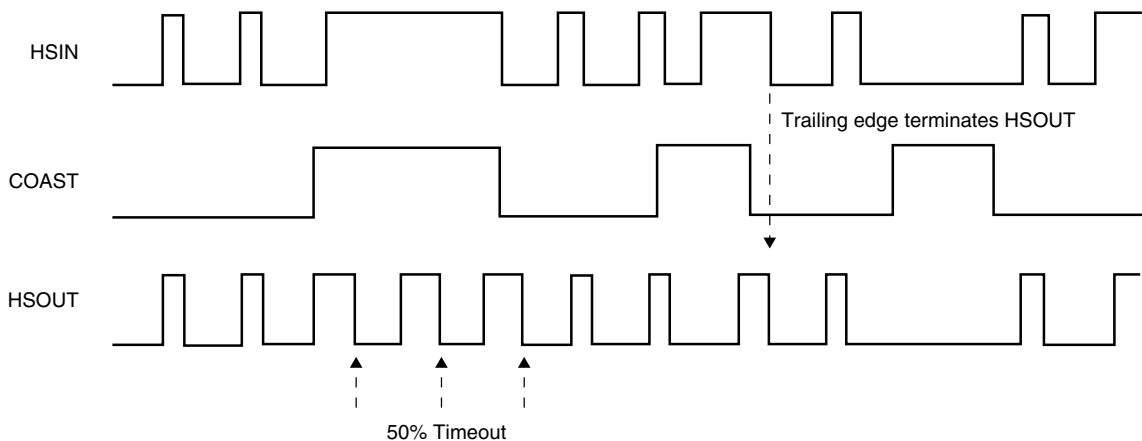 HSIN
Trailing edge terminates HSOUT
COAST
HSOUT
50% Timeout